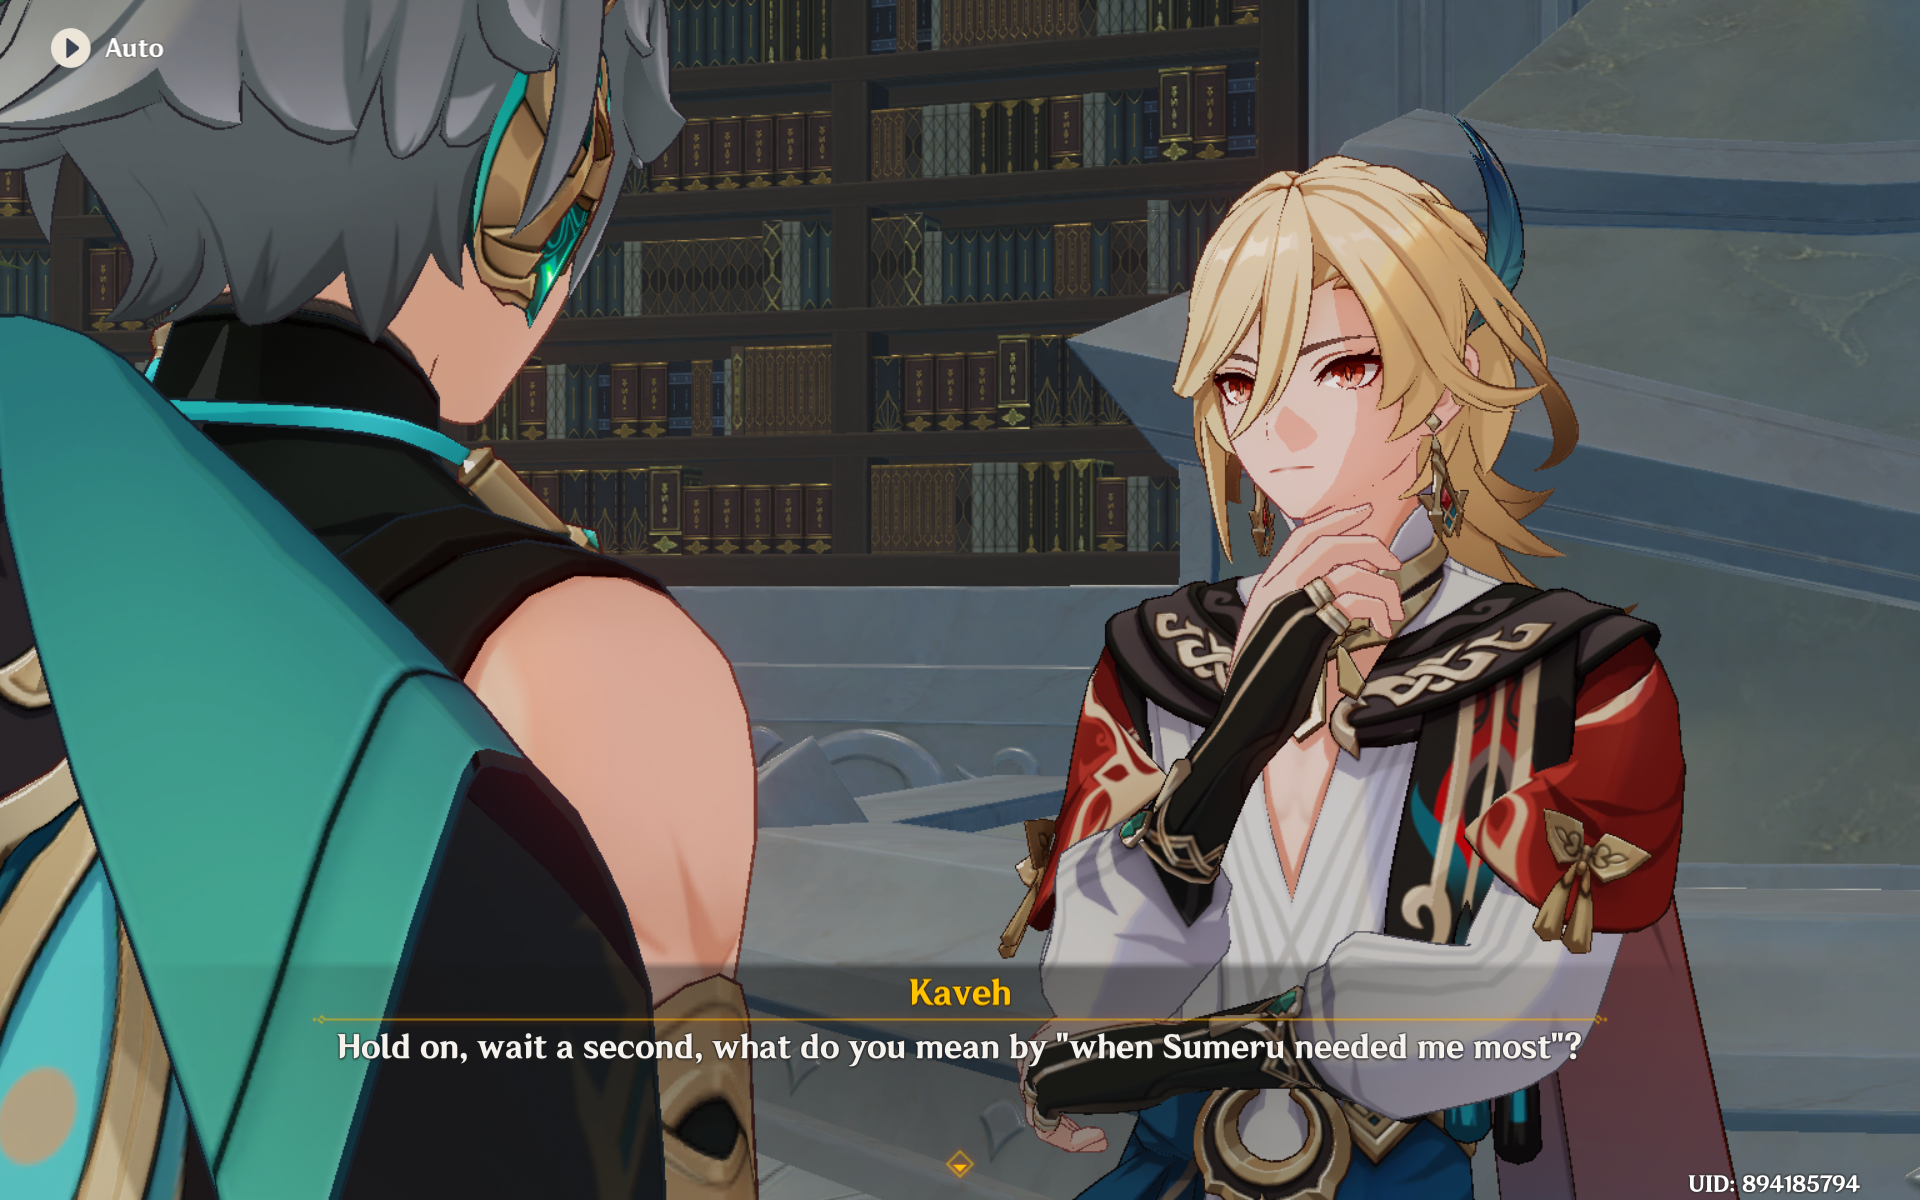 Auto
Kaveh
Hold on, wait a second, what do you mean by "when Sumeru needed me most"?
UID: 894185794